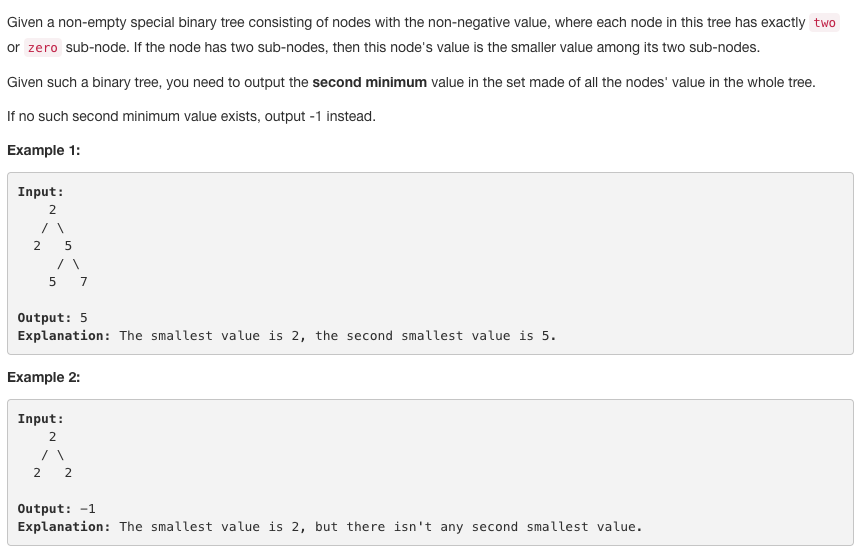 Given a non-empty special binary tree consisting of nodes with the non-negative value, where each node in this tree has exactly two
or zero sub-node. If the node has two sub-nodes, then this node's value is the smaller value among its two sub-nodes.
Given such a binary tree, you need to output the second minimum value in the set made of all the nodes' value in the whole tree.
If no such second minimum value exists, output -1 instead.
Example 1:
Input:
    2
   / \
  2   5
     / \
    5   7
Output: 5
Explanation: The smallest value is 2, the second smallest value is 5.
Example 2:
Input:
    2
   / \
  2   2
Output: -1
Explanation: The smallest value is 2, but there isn't any second smallest value.